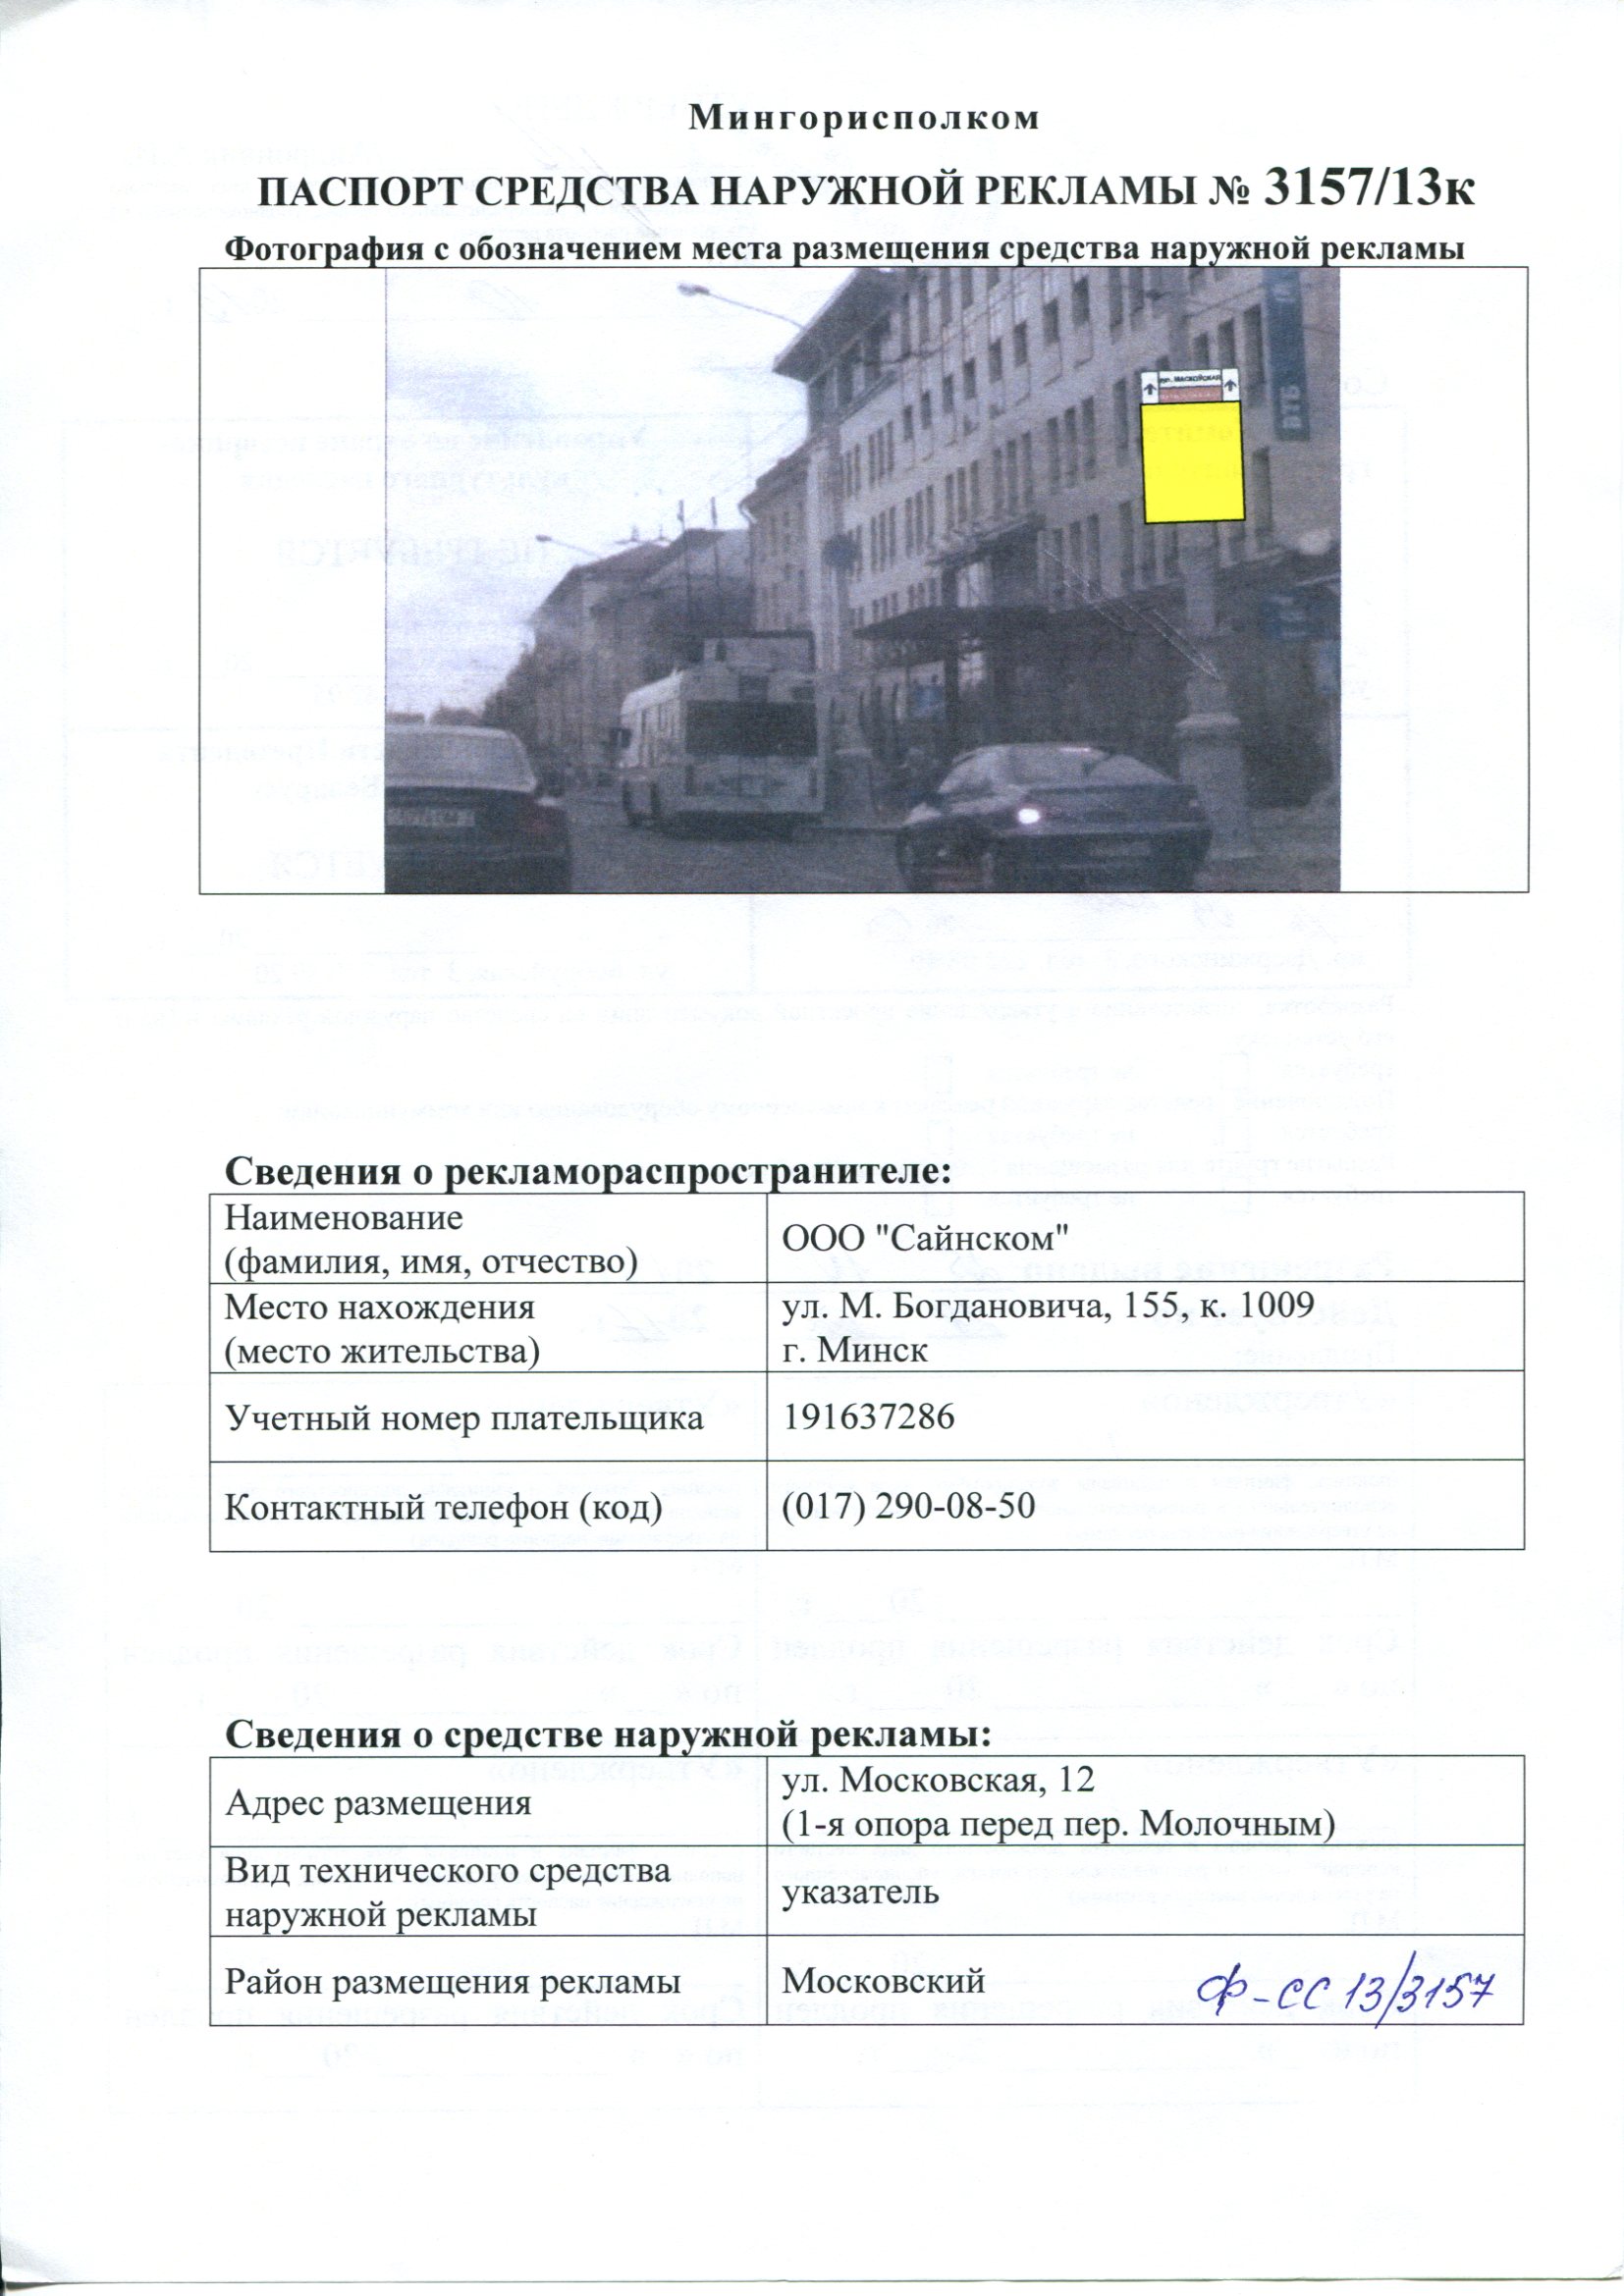 Мингорисполком
ПАСПОРТ СРЕДСТВА НАРУЖНОЙ РЕКЛАМЫ № 3157/13к
Фотография с обозначением места размещения средства наружной рекламы
ВТБ
Сведения о рекламораспространителе:
Наименование
(фамилия, имя, отчество)
ООО "Сайнском"
Место нахождения
(место жительства)
ул. М. Богдановича, 155, к. 1009
г. Минск
Учетный номер плательщика
191637286
Контактный телефон (код)
(017) 290-08-50
Сведения о средстве наружной рекламы:
Адрес размещения
ул. Московская, 12
(1-я опора перед пер. Молочным)
Вид технического средства
наружной рекламы
указатель
Район размещения рекламы
Московский
Ф-СС 13/3157